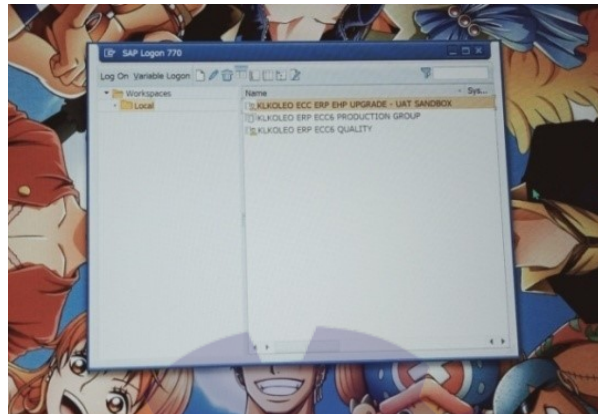 SAP Logon 770
Log On Variable Logon
Workspaces
Local
Name Sys...
KLKOLEO ECC ERP EHP UPGRADE - UAT SANDBOX
KLKOLEO ERP ECC6 PRODUCTION GROUP
KLKOLEO ERP ECC6 QUALITY